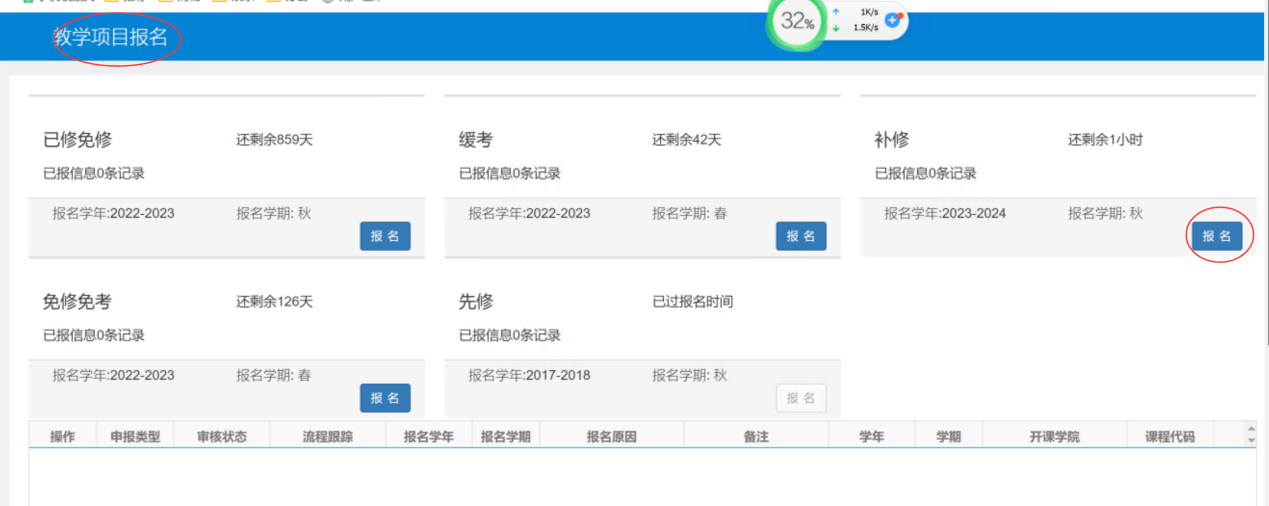 32%
1K/s
1.5K/s
教学项目报名
已修免修 还剩余859天
已报信息0条记录
报名学年:2022-2023 报名学期: 秋
报 名
缓考 还剩余42天
已报信息0条记录
报名学年:2022-2023 报名学期: 春
报 名
补修 还剩余1小时
已报信息0条记录
报名学年:2023-2024 报名学期: 秋
报 名
免修免考 还剩余126天
已报信息0条记录
报名学年:2022-2023 报名学期: 春
报 名
先修 已过报名时间
已报信息0条记录
报名学年:2017-2018 报名学期: 秋
报 名
操作 申报类型 审核状态 流程跟踪 报名学年 报名学期 报名原因 备注 学年 学期 开课学院 课程代码